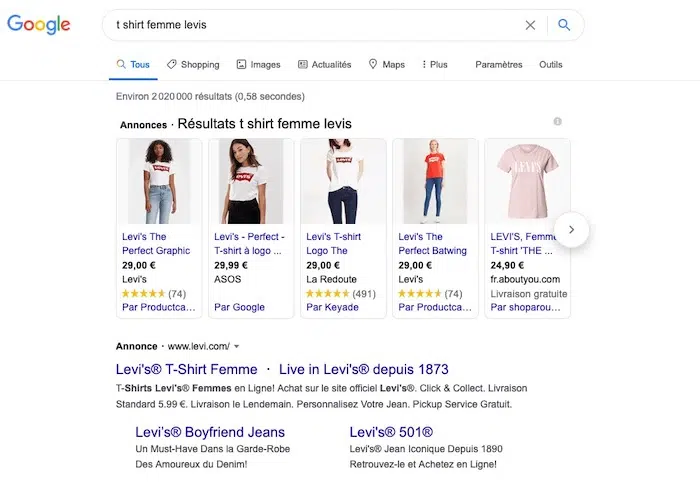 Google
t shirt femme levis
Tous Shopping Images Actualités Maps Plus Paramètres Outils
Environ 2 020 000 résultats (0,58 secondes)
Annonces · Résultats t shirt femme levis
Levi's The
Perfect Graphic
29,00 €
Levi's
(74)
Par Productca…
Levi's - Perfect -
T-shirt à logo ...
29,99 €
ASOS
Par Google
Levi's T-shirt
Logo The
29,00 €
La Redoute
(491)
Par Keyade
Levi's The
Perfect Batwing
29,00 €
Levi's
(74)
Par Productca…
LEVI'S
LEVI'S, Femme
T-shirt 'THE ...
24,90 €
fr.aboutyou.com
Livraison gratuite
Par shoparou…
Annonce · www.levi.com/
Levi's® T-Shirt Femme · Live in Levi's® depuis 1873
T-Shirts Levi's® Femmes en Ligne! Achat sur le site officiel Levi's®. Click & Collect. Livraison
Standard 5.99 €. Livraison le Lendemain. Personnalisez Votre Jean. Pickup Service Gratuit.
Levi's® Boyfriend Jeans
Un Must-Have Dans la Garde-Robe
Des Amoureux du Denim!
Levi's® 501®
Levi's® Jean Iconique Depuis 1890
Retrouvez-le et Achetez en Ligne!